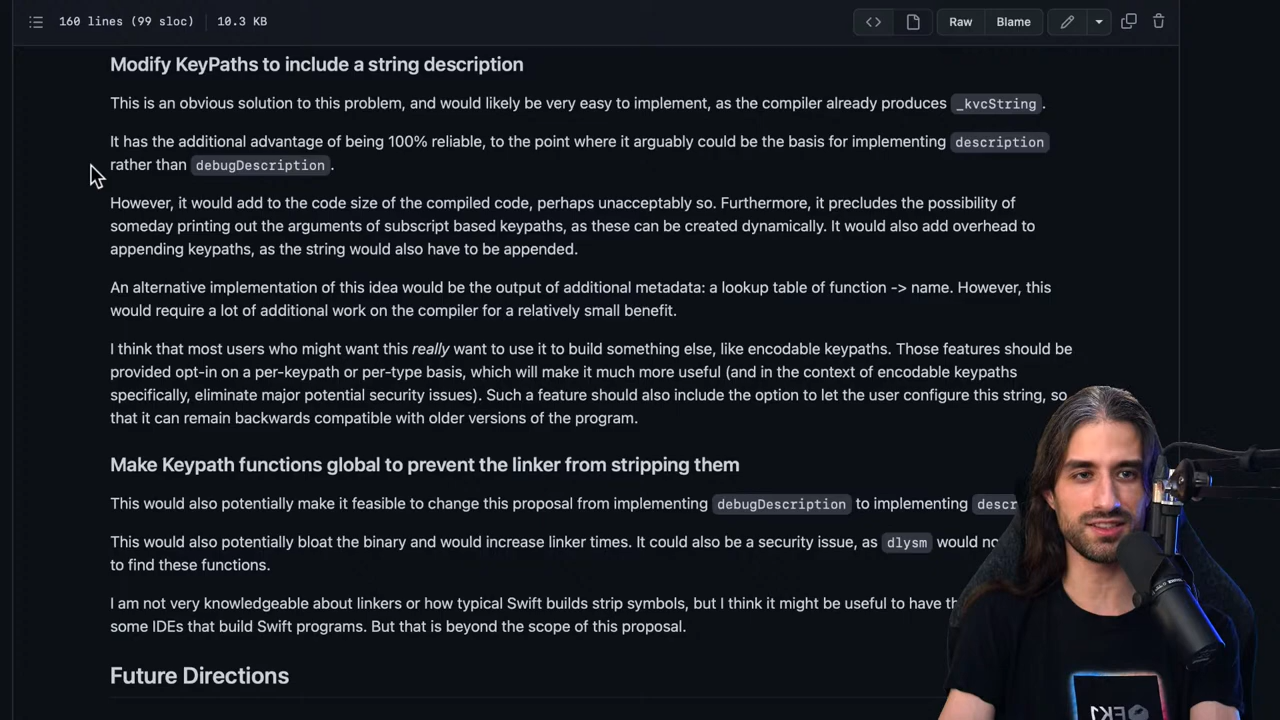 160 lines (99 sloc) 10.3 KB Raw Blame
Modify KeyPaths to include a string description
This is an obvious solution to this problem, and would likely be very easy to implement, as the compiler already produces _kvcString.
It has the additional advantage of being 100% reliable, to the point where it arguably could be the basis for implementing description
rather than debugDescription.
However, it would add to the code size of the compiled code, perhaps unacceptably so. Furthermore, it precludes the possibility of
someday printing out the arguments of subscript based keypaths, as these can be created dynamically. It would also add overhead to
appending keypaths, as the string would also have to be appended.
An alternative implementation of this idea would be the output of additional metadata: a lookup table of function -> name. However, this
would require a lot of additional work on the compiler for a relatively small benefit.
I think that most users who might want this really want to use it to build something else, like encodable keypaths. Those features should be
provided opt-in on a per-keypath or per-type basis, which will make it much more useful (and in the context of encodable keypaths
specifically, eliminate major potential security issues). Such a feature should also include the option to let the user configure this string, so
that it can remain backwards compatible with older versions of the program.
Make Keypath functions global to prevent the linker from stripping them
This would also potentially make it feasible to change this proposal from implementing debugDescription to implementing descr
This would also potentially bloat the binary and would increase linker times. It could also be a security issue, as dlysm would
to find these functions.
I am not very knowledgeable about linkers or how typical Swift builds strip symbols, but I think it might be useful to have
some IDEs that build Swift programs. But that is beyond the scope of this proposal.
Future Directions